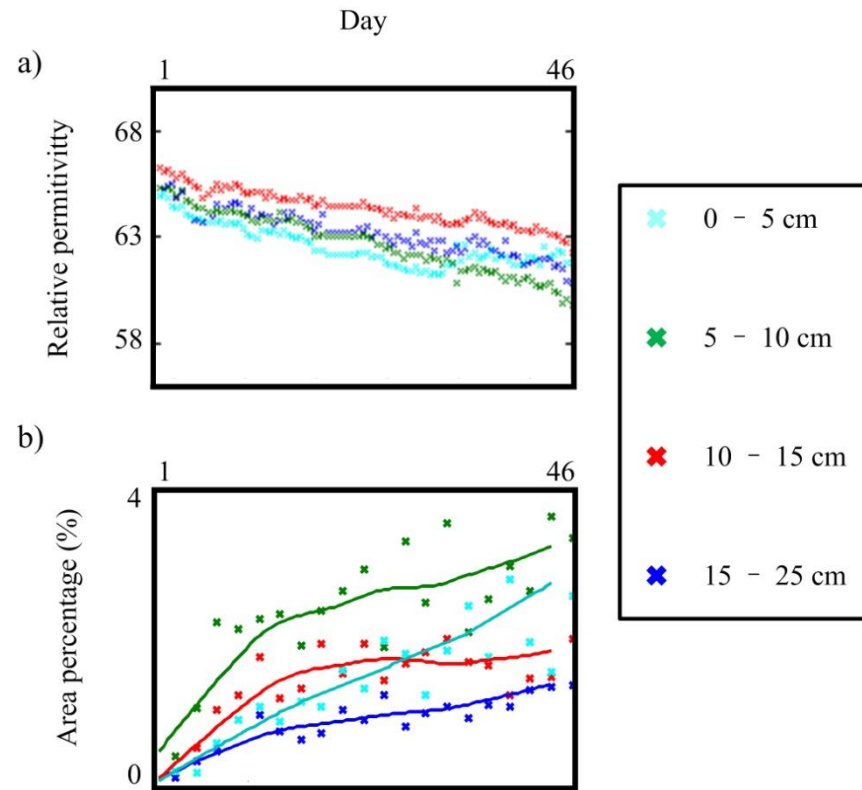 Day
a)
1 46
68
63
58
Relative permitivitty
b)
1 46
4
0
Area percentage (%)
0 - 5 cm
5 - 10 cm
10 - 15 cm
15 - 25 cm